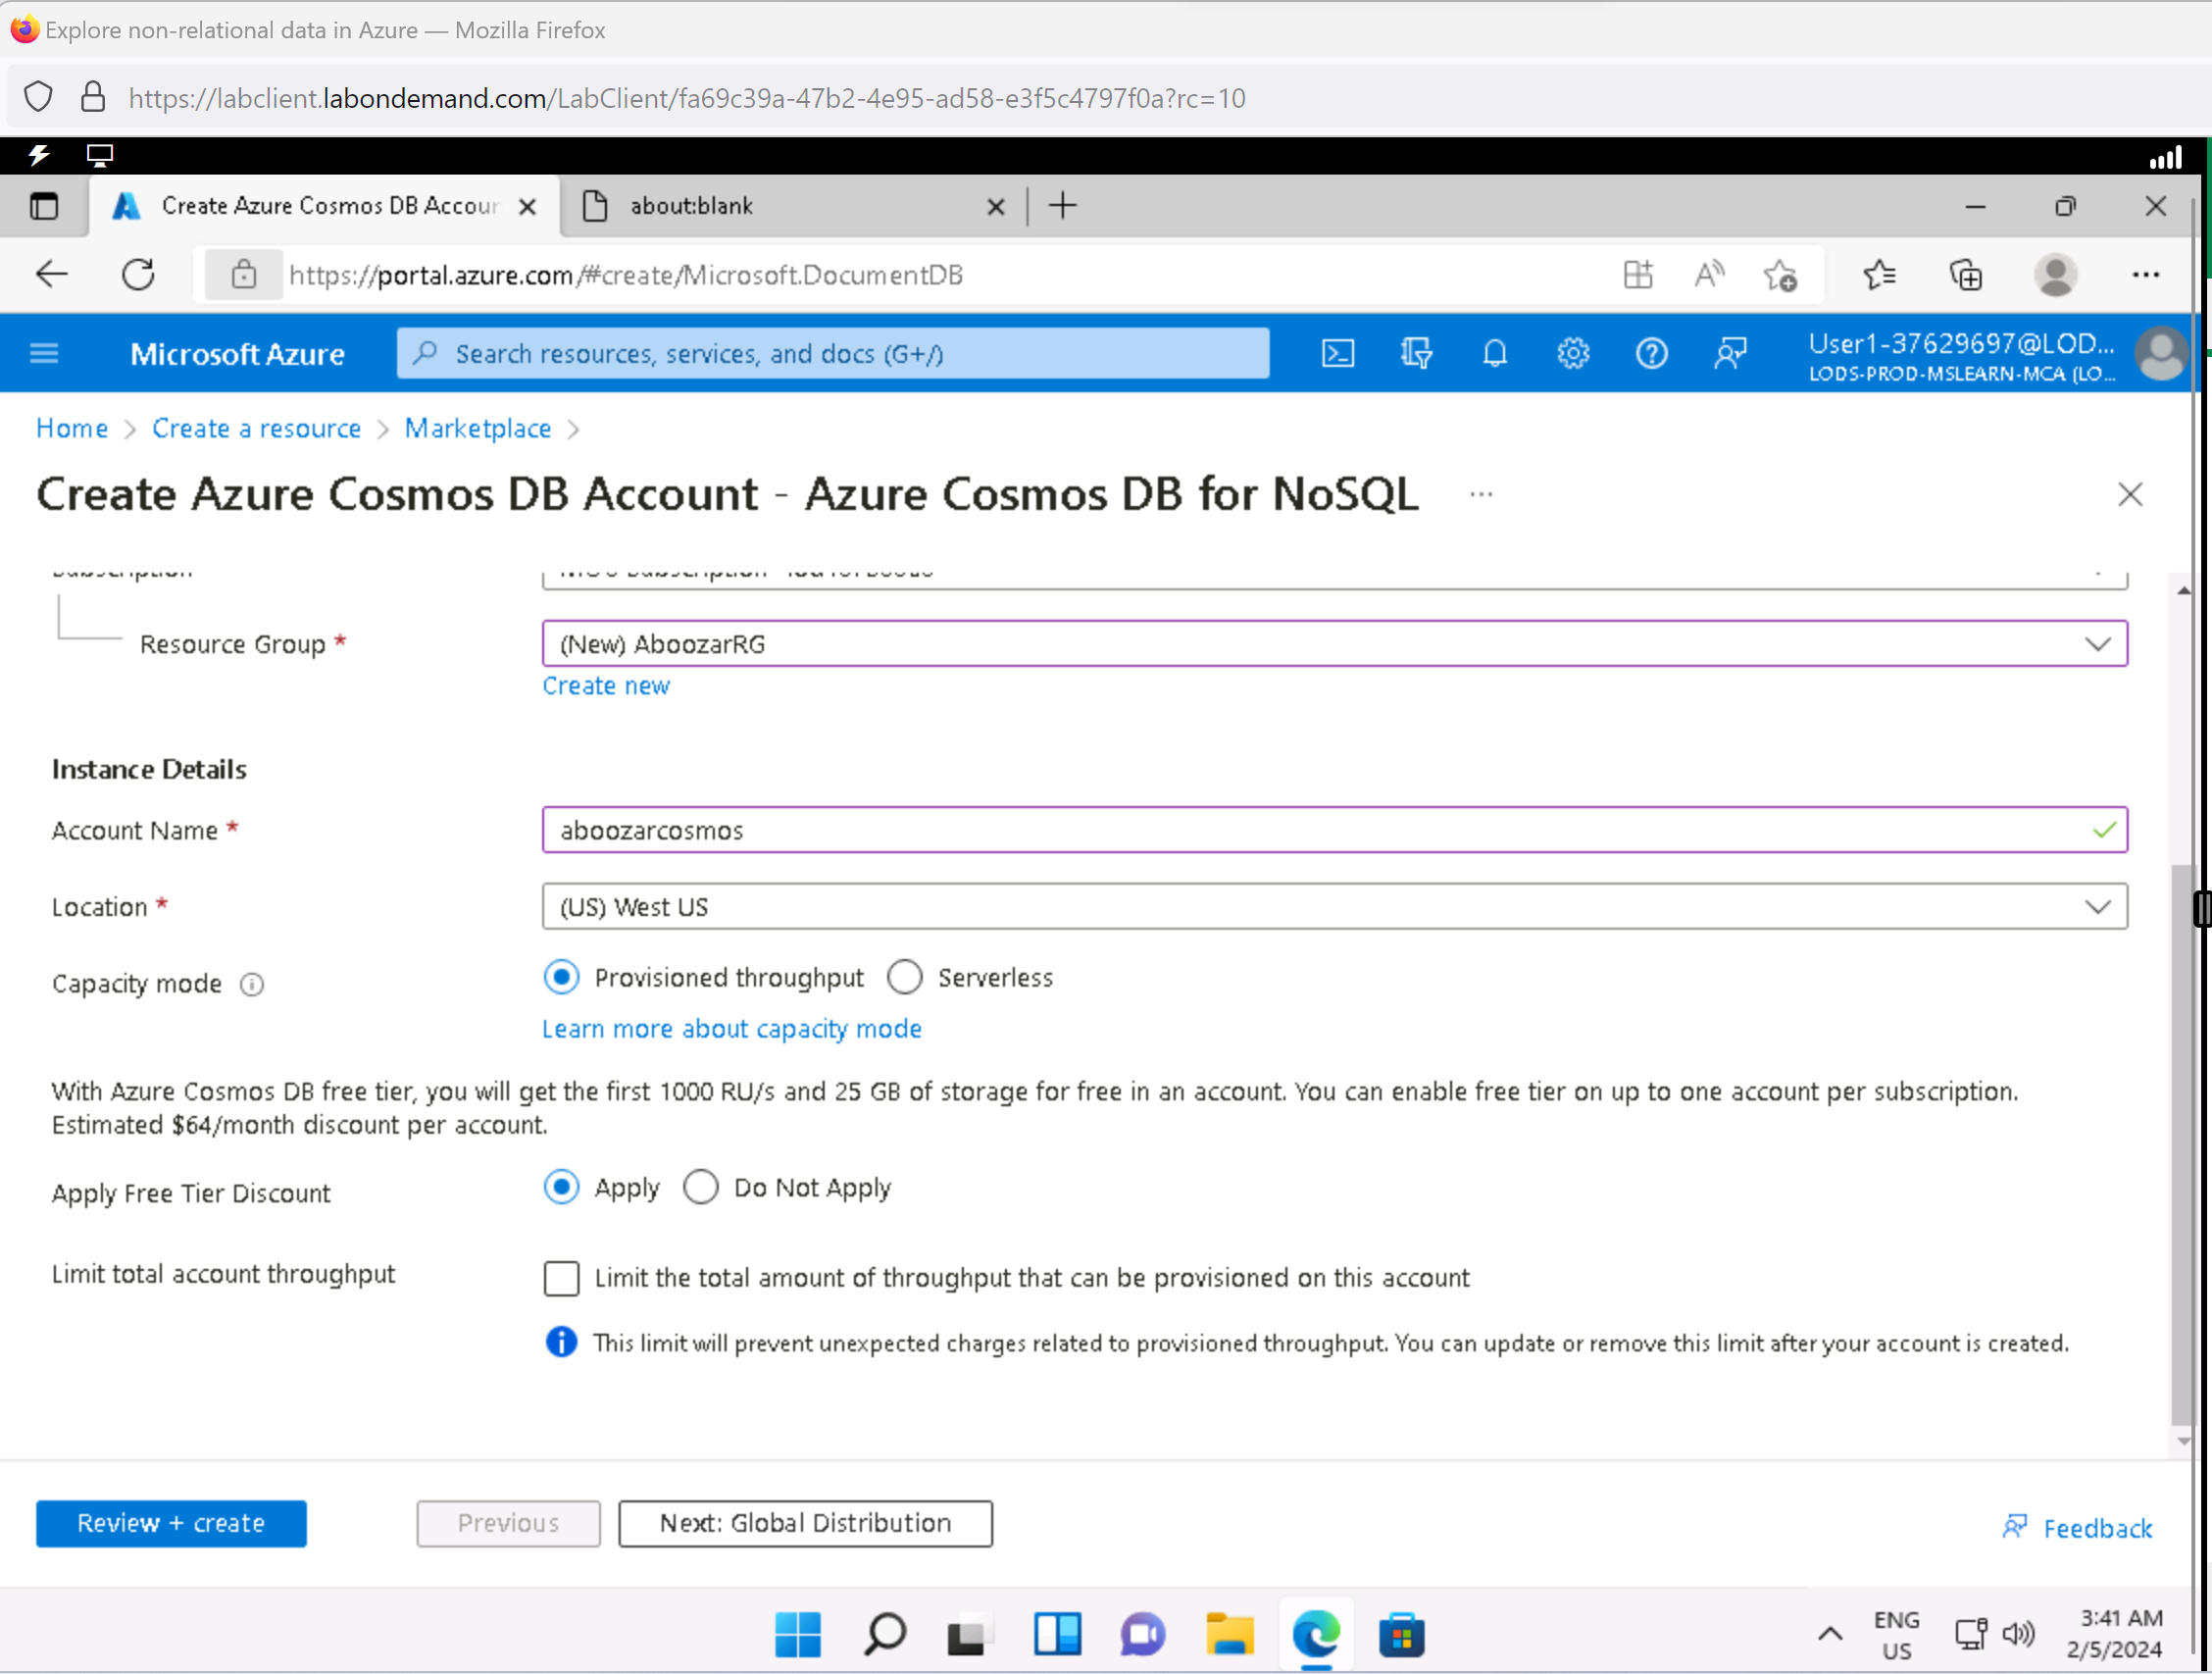 Explore non-relational data in Azure — Mozilla Firefox
https://labclient.labondemand.com/LabClient/fa69c39a-47b2-4e95-ad58-e3f5c4797f0a?rc=10
Create Azure Cosmos DB Accour
about:blank
https://portal.azure.com/#create/Microsoft.DocumentDB
Microsoft Azure
Search resources, services, and docs (G+/)
User1-37629697@LOD...
LODS-PROD-MSLEARN-MCA (LO...
Home > Create a resource > Marketplace >
Create Azure Cosmos DB Account - Azure Cosmos DB for NoSQL ...
Subscription
Resource Group *
(New) AboozarRG
Create new
Instance Details
Account Name *
aboozarcosmos
Location *
(US) West US
Capacity mode
Provisioned throughput
Serverless
Learn more about capacity mode
With Azure Cosmos DB free tier, you will get the first 1000 RU/s and 25 GB of storage for free in an account. You can enable free tier on up to one account per subscription.
Estimated $64/month discount per account.
Apply Free Tier Discount
Apply
Do Not Apply
Limit total account throughput
Limit the total amount of throughput that can be provisioned on this account
This limit will prevent unexpected charges related to provisioned throughput. You can update or remove this limit after your account is created.
Review + create
Previous
Next: Global Distribution
Feedback
ENG
US
3:41 AM
2/5/2024